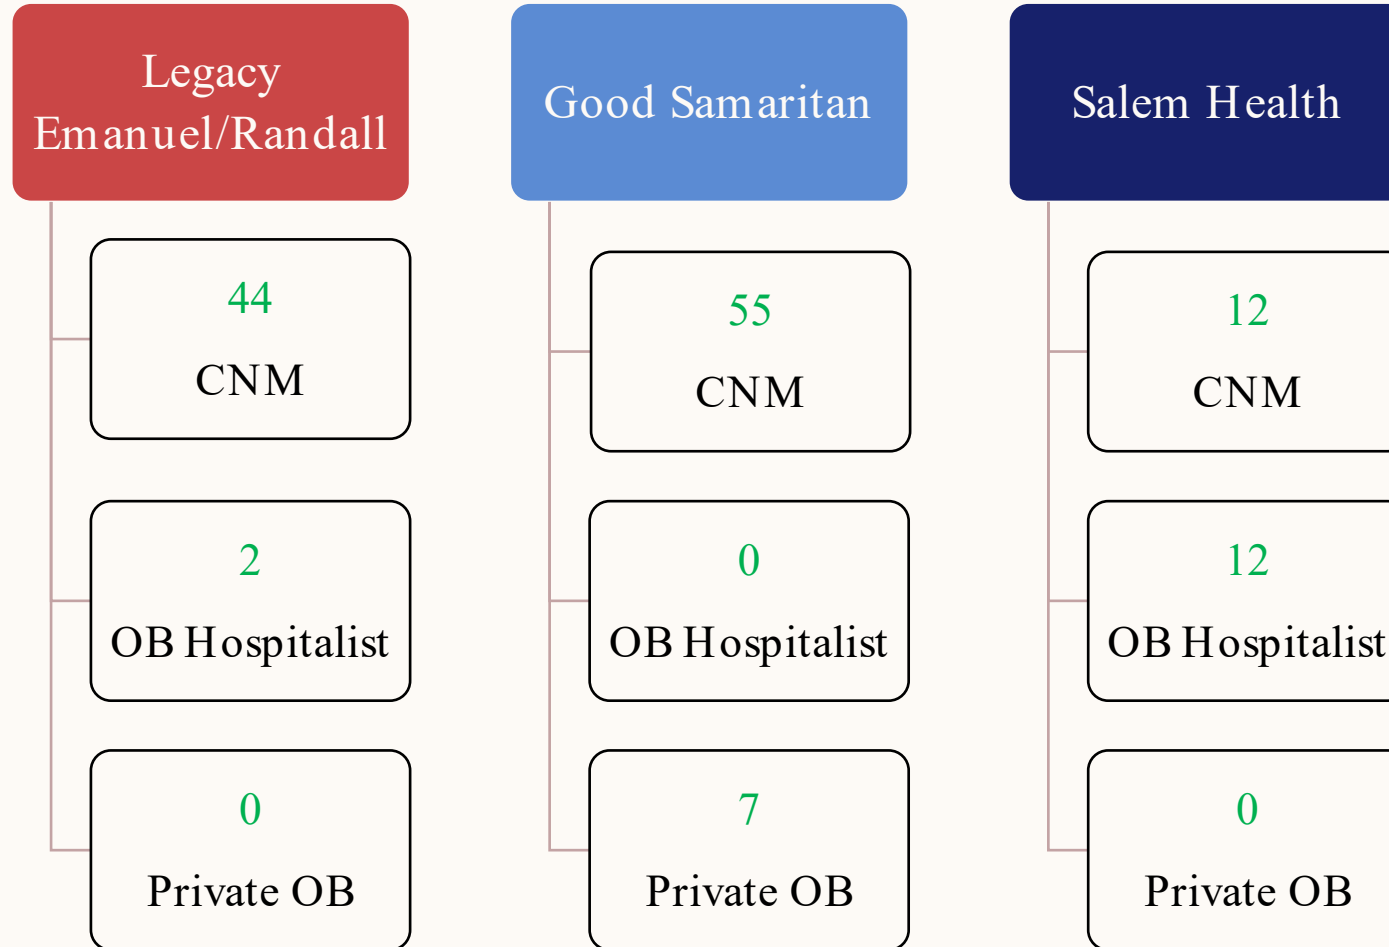 Legacy
Emanuel/Randall
44
CNM
2
OB Hospitalist
0
Private OB
Good Samaritan
55
CNM
0
OB Hospitalist
7
Private OB
Salem Health
12
CNM
12
OB Hospitalist
0
Private OB